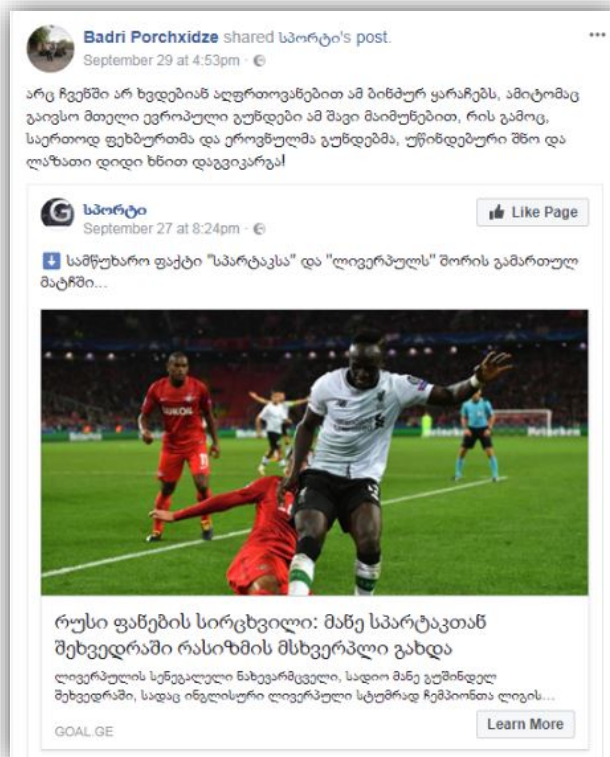 Badri Porchxidze shared სპორტი's post.
September 29 at 4:53pm ·
არც ჩვენში არ ხვდებიან აღფრთოვანებით ამ ბინძურ ყარაჩებს, ამიტომაც
გაივსო მთელი ევროპული გუნდები ამ შავი მაიმუნებით, რის გამოც,
საერთოდ ფეხბურთმა და ეროვნულმა გუნდებმა, უწინდებური შნო და
ლაზათი დიდი ხნით დაგვიკარგა!
სპორტი
September 27 at 8:24pm ·
Like Page
სამწუხარო ფაქტი "სპარტაკსა" და "ლივერპულს" შორის გამართულ
მატჩში...
LUKOIL
Heineken
რუსი ფანების სირცხვილი: მანე სპარტაკთან
შეხვედრაში რასიზმის მსხვერპლი გახდა
ლივერპულის სენეგალელი ნახევარმცველი, სადიო მანე გუშინდელ
შეხვედრაში, სადაც ინგლისური ლივერპული სტუმრად ჩემპიონთა ლიგის...
GOAL.GE
Learn More